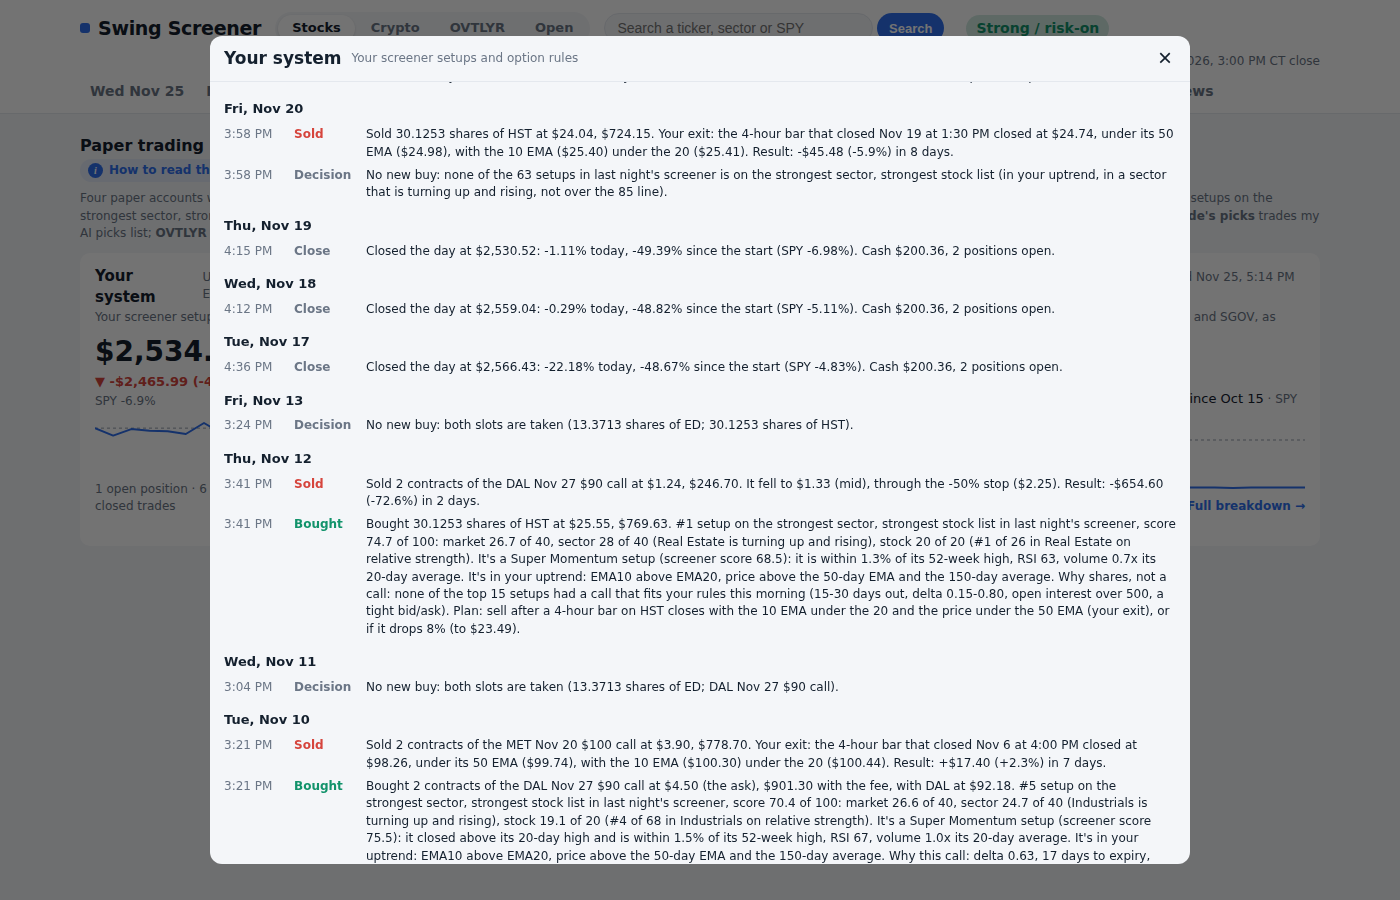 Swing Screener
Stocks
Crypto
OVTLYR
Open
Search a ticker, sector or SPY
Search
Strong / risk-on
Your system
Your screener setups and option rules
×
026, 3:00 PM CT close
Wed Nov 25
ews
Paper trading
i How to read th
Four paper accounts
strongest sector, stro
AI picks list; OVTLYR
setups on the
de's picks trades my
Your
system
Your screener setup
$2,534.
▼ -$2,465.99 (-4
SPY -6.9%
1 open position · 6
closed trades
Nov 25, 5:14 PM
and SGOV, as
ince Oct 15 · SPY
Full breakdown →
Fri, Nov 20
3:58 PM Sold Sold 30.1253 shares of HST at $24.04, $724.15. Your exit: the 4-hour bar that closed Nov 19 at 1:30 PM closed at $24.74, under its 50
EMA ($24.98), with the 10 EMA ($25.40) under the 20 ($25.41). Result: -$45.48 (-5.9%) in 8 days.
3:58 PM Decision No new buy: none of the 63 setups in last night's screener is on the strongest sector, strongest stock list (in your uptrend, in a sector
that is turning up and rising, not over the 85 line).
Thu, Nov 19
4:15 PM Close Closed the day at $2,530.52: -1.11% today, -49.39% since the start (SPY -6.98%). Cash $200.36, 2 positions open.
Wed, Nov 18
4:12 PM Close Closed the day at $2,559.04: -0.29% today, -48.82% since the start (SPY -5.11%). Cash $200.36, 2 positions open.
Tue, Nov 17
4:36 PM Close Closed the day at $2,566.43: -22.18% today, -48.67% since the start (SPY -4.83%). Cash $200.36, 2 positions open.
Fri, Nov 13
3:24 PM Decision No new buy: both slots are taken (13.3713 shares of ED; 30.1253 shares of HST).
Thu, Nov 12
3:41 PM Sold Sold 2 contracts of the DAL Nov 27 $90 call at $1.24, $246.70. It fell to $1.33 (mid), through the -50% stop ($2.25). Result: -$654.60
(-72.6%) in 2 days.
3:41 PM Bought Bought 30.1253 shares of HST at $25.55, $769.63. #1 setup on the strongest sector, strongest stock list in last night's screener, score
74.7 of 100: market 26.7 of 40, sector 28 of 40 (Real Estate is turning up and rising), stock 20 of 20 (#1 of 26 in Real Estate on
relative strength). It's a Super Momentum setup (screener score 68.5): it is within 1.3% of its 52-week high, RSI 63, volume 0.7x its
20-day average. It's in your uptrend: EMA10 above EMA20, price above the 50-day EMA and the 150-day average. Why shares, not a
call: none of the top 15 setups had a call that fits your rules this morning (15-30 days out, delta 0.15-0.80, open interest over 500, a
tight bid/ask). Plan: sell after a 4-hour bar on HST closes with the 10 EMA under the 20 and the price under the 50 EMA (your exit), or
if it drops 8% (to $23.49).
Wed, Nov 11
3:04 PM Decision No new buy: both slots are taken (13.3713 shares of ED; DAL Nov 27 $90 call).
Tue, Nov 10
3:21 PM Sold Sold 2 contracts of the MET Nov 20 $100 call at $3.90, $778.70. Your exit: the 4-hour bar that closed Nov 6 at 4:00 PM closed at
$98.26, under its 50 EMA ($99.74), with the 10 EMA ($100.30) under the 20 ($100.44). Result: +$17.40 (+2.3%) in 7 days.
3:21 PM Bought Bought 2 contracts of the DAL Nov 27 $90 call at $4.50 (the ask), $901.30 with the fee, with DAL at $92.18. #5 setup on the
strongest sector, strongest stock list in last night's screener, score 70.4 of 100: market 26.6 of 40, sector 24.7 of 40 (Industrials is
turning up and rising), stock 19.1 of 20 (#4 of 68 in Industrials on relative strength). It's a Super Momentum setup (screener score
75.5): it closed above its 20-day high and is within 1.5% of its 52-week high, RSI 67, volume 1.0x its 20-day average. It's in your
uptrend: EMA10 above EMA20, price above the 50-day EMA and the 150-day average. Why this call: delta 0.63, 17 days to expiry,